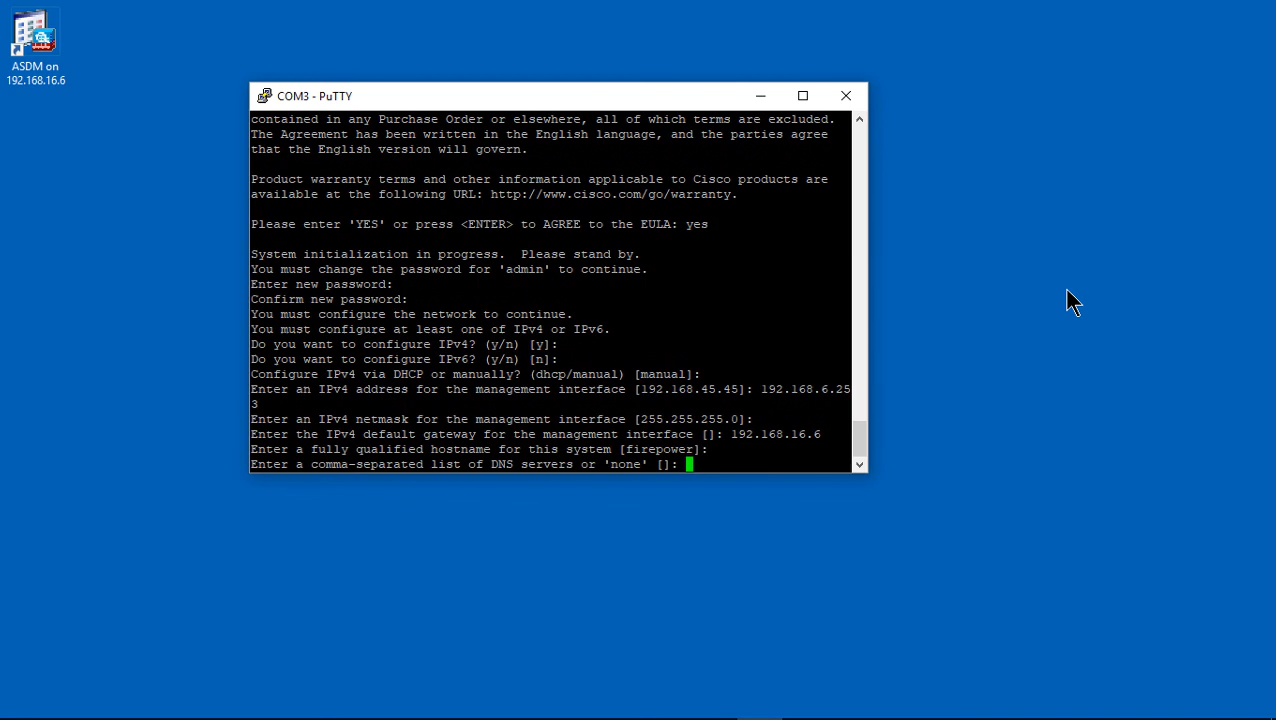 ASDM on
192.168.16.6
COM3 - PuTTY
contained in any Purchase Order or elsewhere, all of which terms are excluded.
The Agreement has been written in the English language, and the parties agree
that the English version will govern.
Product warranty terms and other information applicable to Cisco products are
available at the following URL: http://www.cisco.com/go/warranty.
Please enter 'YES' or press <ENTER> to AGREE to the EULA: yes
System initialization in progress.  Please stand by.
You must change the password for 'admin' to continue.
Enter new password:
Confirm new password:
You must configure the network to continue.
You must configure at least one of IPv4 or IPv6.
Do you want to configure IPv4? (y/n) [y]:
Do you want to configure IPv6? (y/n) [n]:
Configure IPv4 via DHCP or manually? (dhcp/manual) [manual]:
Enter an IPv4 address for the management interface [192.168.45.45]: 192.168.6.25
3
Enter an IPv4 netmask for the management interface [255.255.255.0]:
Enter the IPv4 default gateway for the management interface []: 192.168.16.6
Enter a fully qualified hostname for this system [firepower]:
Enter a comma-separated list of DNS servers or 'none' []: